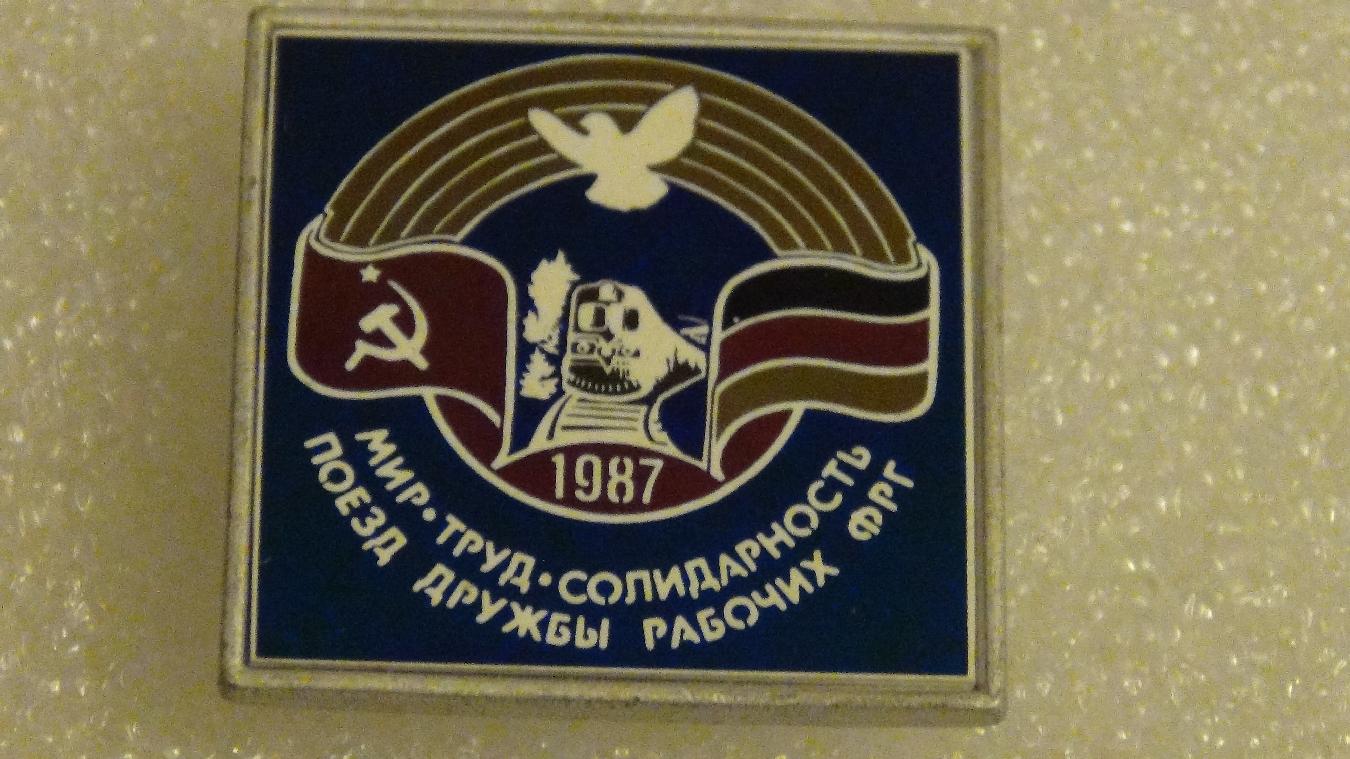 1987
МИР·ТРУД·СОЛИДАРНОСТЬ
ПОЕЗД ДРУЖБЫ РАБОЧИХ ФРГ